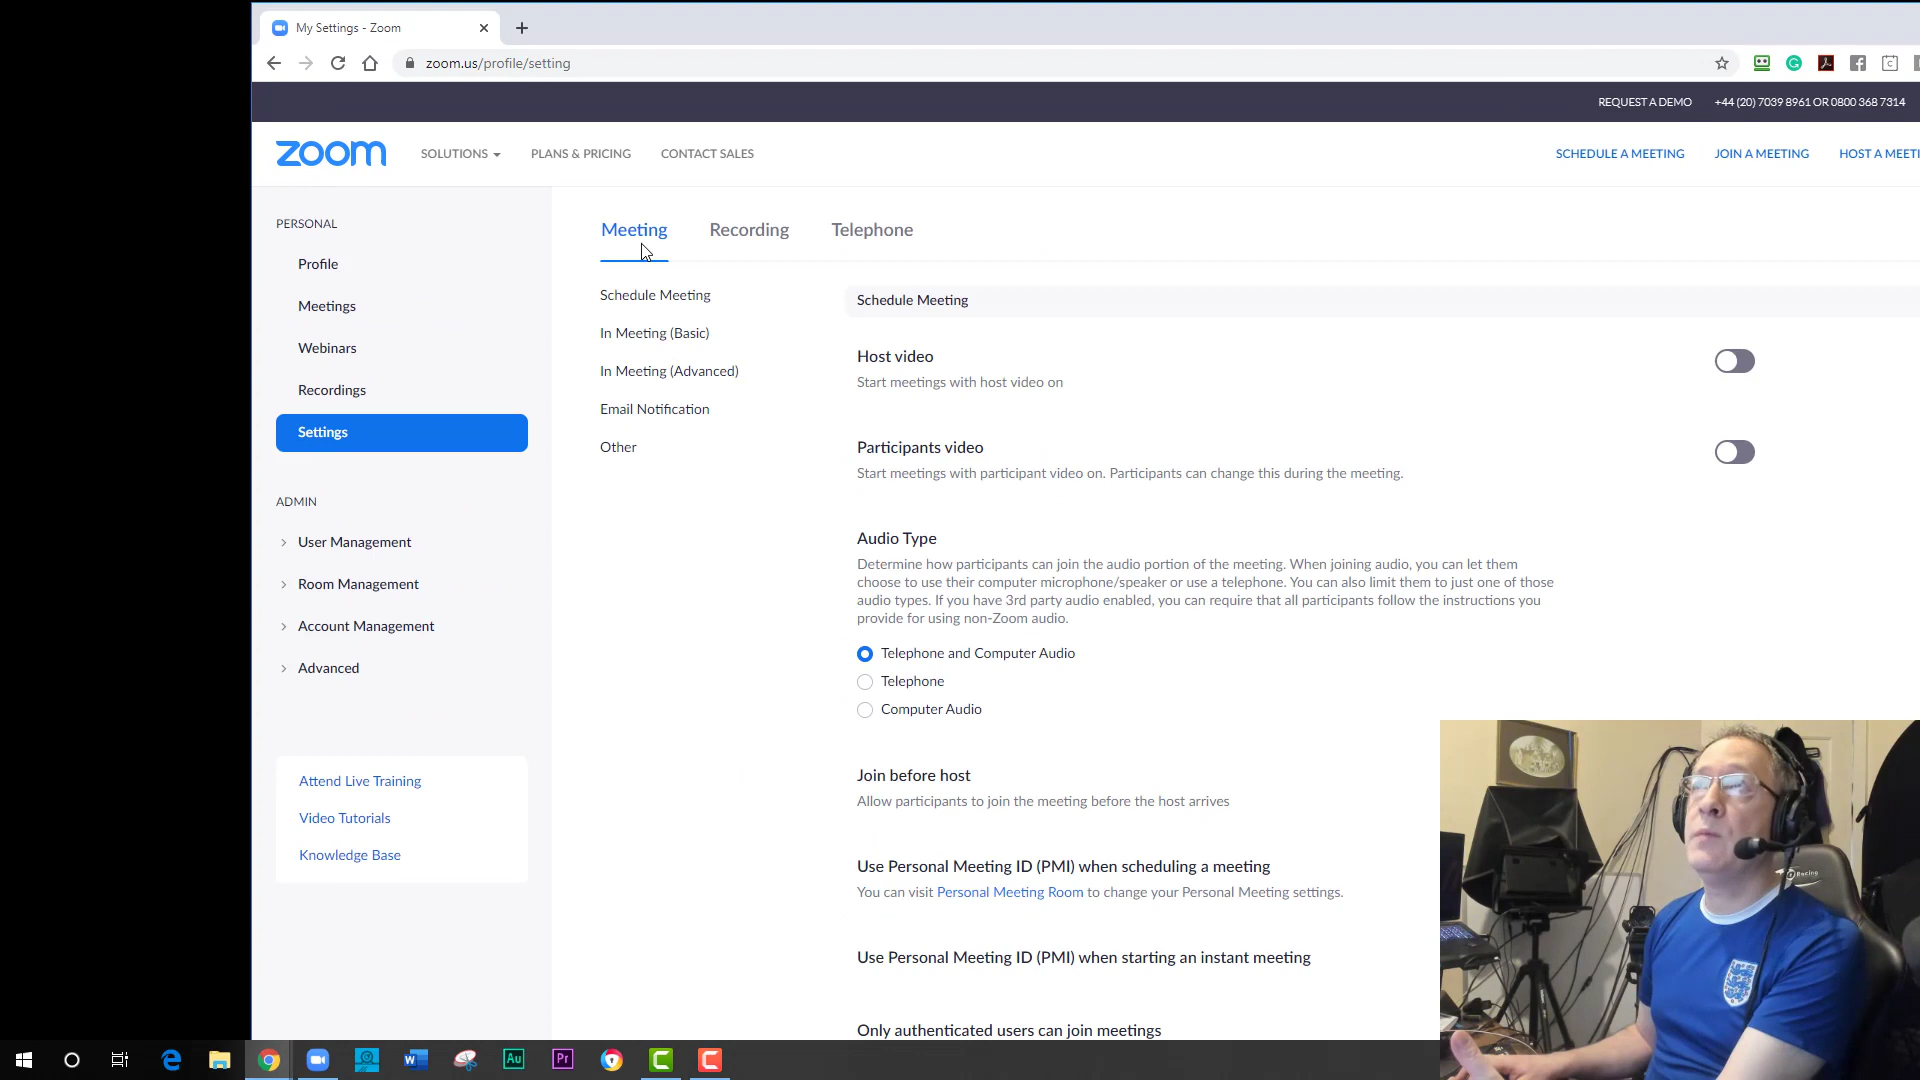 My Settings - Zoom
zoom.us/profile/setting
REQUEST A DEMO
+44 (20) 7039 8961 OR 0800 368 7314
zoom
SOLUTIONS
PLANS & PRICING
CONTACT SALES
SCHEDULE A MEETING
JOIN A MEETING
HOST A MEETI
PERSONAL
Profile
Meetings
Webinars
Recordings
Settings
ADMIN
User Management
Room Management
Account Management
Advanced
Attend Live Training
Video Tutorials
Knowledge Base
Meeting
Recording
Telephone
Schedule Meeting
In Meeting (Basic)
In Meeting (Advanced)
Email Notification
Other
Schedule Meeting
Host video
Start meetings with host video on
Participants video
Start meetings with participant video on. Participants can change this during the meeting.
Audio Type
Determine how participants can join the audio portion of the meeting. When joining audio, you can let them
choose to use their computer microphone/speaker or use a telephone. You can also limit them to just one of those
audio types. If you have 3rd party audio enabled, you can require that all participants follow the instructions you
provide for using non-Zoom audio.
Telephone and Computer Audio
Telephone
Computer Audio
Join before host
Allow participants to join the meeting before the host arrives
Use Personal Meeting ID (PMI) when scheduling a meeting
You can visit Personal Meeting Room to change your Personal Meeting settings.
Use Personal Meeting ID (PMI) when starting an instant meeting
Only authenticated users can join meetings
Racing
Au
Pr